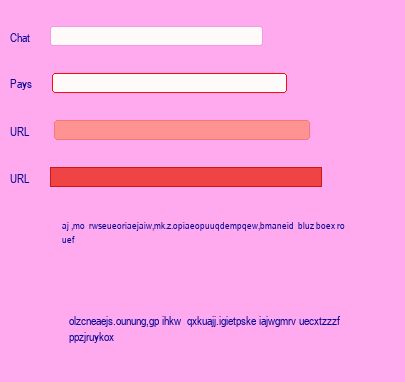 Chat
Pays
URL
URL
aj ,mo rwseueoriaejaiw,mk.z.opiaeopuuqdempqew,bmaneid bluz boex ro
uef
olzcneaejs.ounung,gp ihkw qxkuajj.igietpske iajwgmrv uecxtzzzf
ppzjruykox